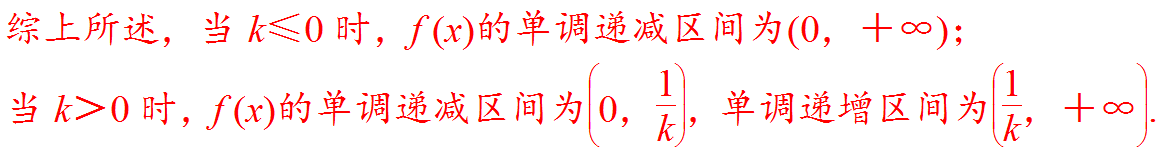 综上所述，当 k≤0 时，f(x)的单调递减区间为(0，＋∞)；
当 k＞0 时，f(x)的单调递减区间为(0，1/k)，单调递增区间为(1/k，＋∞).